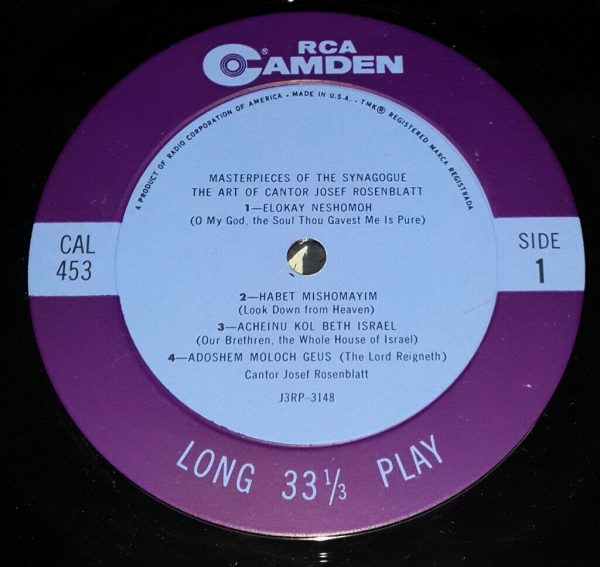 RCA
CAMDEN®
A PRODUCT OF RADIO CORPORATION OF AMERICA • MADE IN U.S.A. • TMK® REGISTERED MARCA REGISTRADA
MASTERPIECES OF THE SYNAGOGUE
THE ART OF CANTOR JOSEF ROSENBLATT
1—ELOKAY NESHOMOH
(O My God, the Soul Thou Gavest Me Is Pure)
CAL
453
SIDE
1
2—HABET MISHOMAYIM
(Look Down from Heaven)
3—ACHEINU KOL BETH ISRAEL
(Our Brethren, the Whole House of Israel)
4—ADOSHEM MOLOCH GEUS (The Lord Reigneth)
Cantor Josef Rosenblatt
J3RP-3148
LONG 33 1/3 PLAY